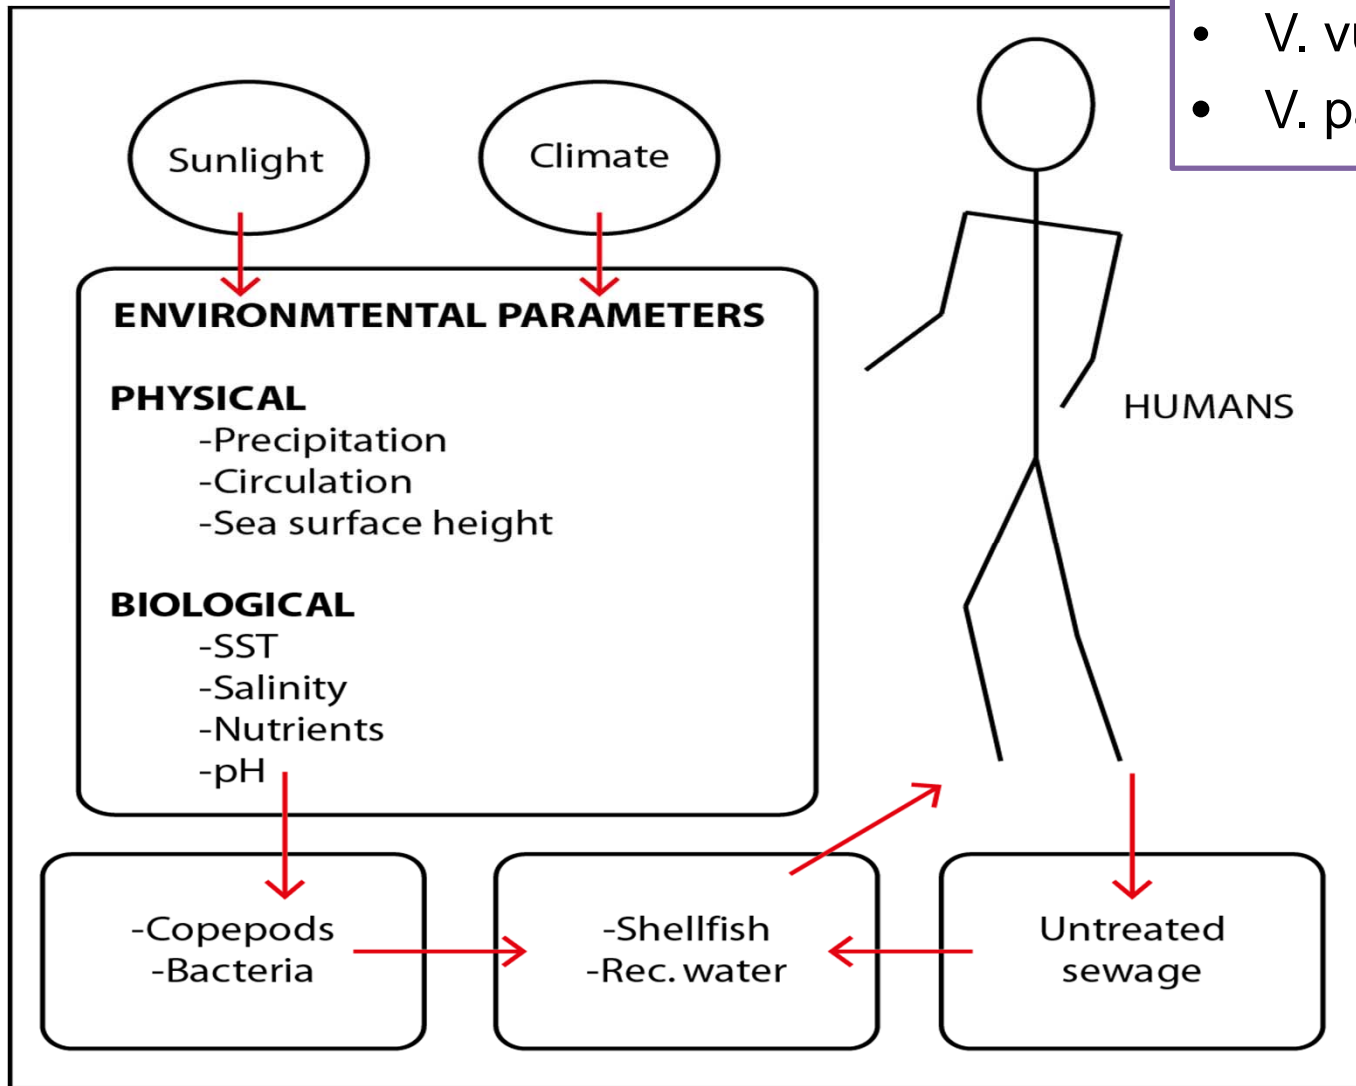 • V.
• V.
Sunlight
Climate
ENVIRONMTENTAL PARAMETERS
PHYSICAL
-Precipitation
-Circulation
-Sea surface height
BIOLOGICAL
-SST
-Salinity
-Nutrients
-pH
HUMANS
-Copepods
-Bacteria
-Shellfish
-Rec. water
Untreated
sewage